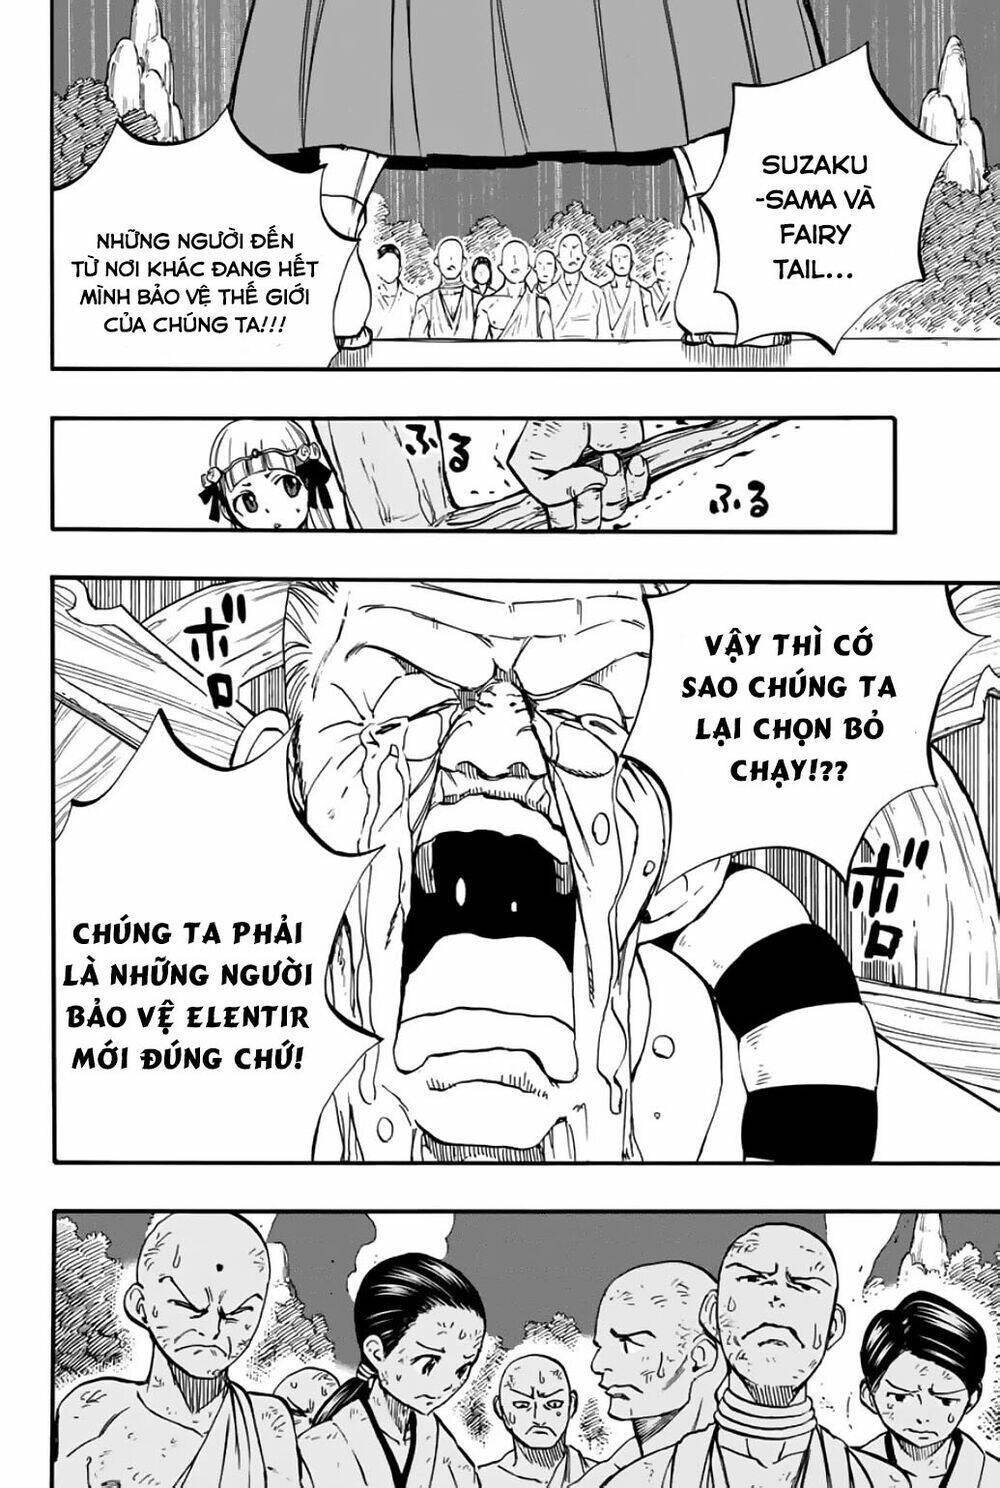 SUZAKU
-SAMA VÀ
FAIRY
TAIL...
NHỮNG NGƯỜI ĐẾN
TỪ NƠI KHÁC ĐANG HẾT
MÌNH BẢO VỆ THẾ GIỚI
CỦA CHÚNG TA!!!
ふる
ふる
VẬY THÌ CỚ
SAO CHÚNG TA
LẠI CHỌN BỎ
CHẠY!??
ボロ
ボロ
CHÚNG TA PHẢI
LÀ NHỮNG NGƯỜI
BẢO VỆ ELENTIR
MỚI ĐÚNG CHỨ!